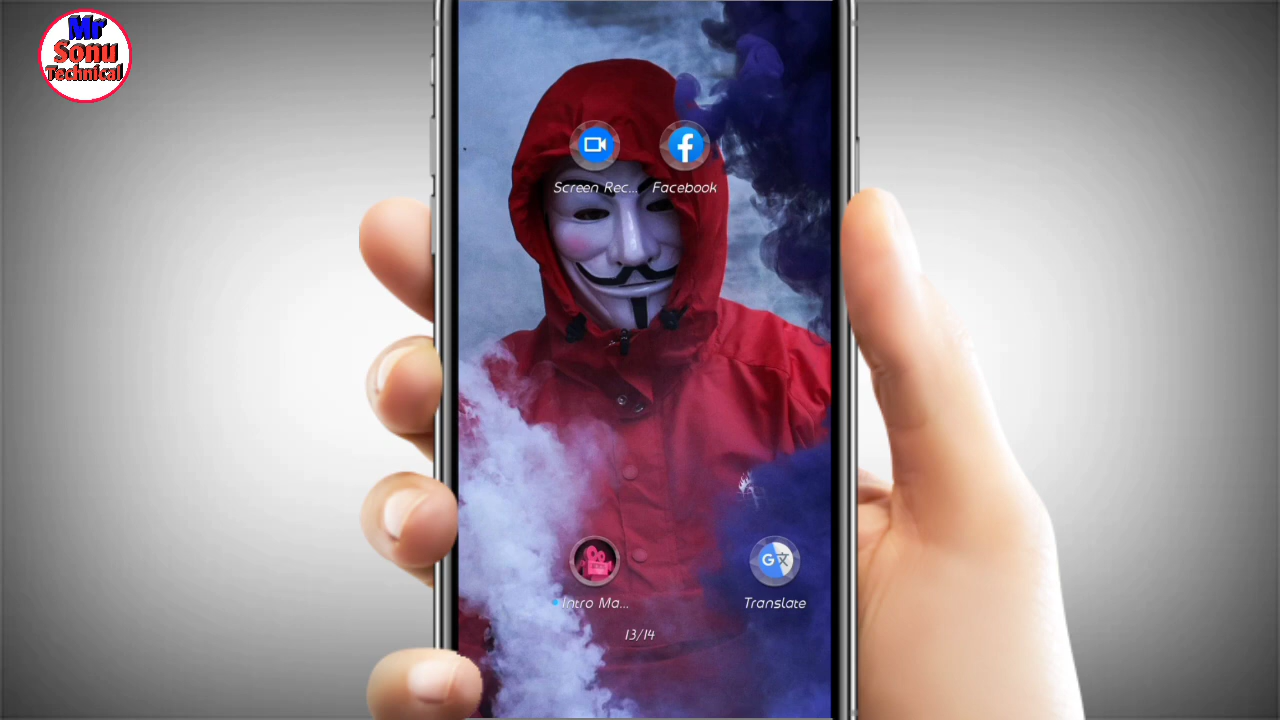 Mr
Sonu
Technical
Screen Rec...
Facebook
Intro Ma...
Translate
13/14